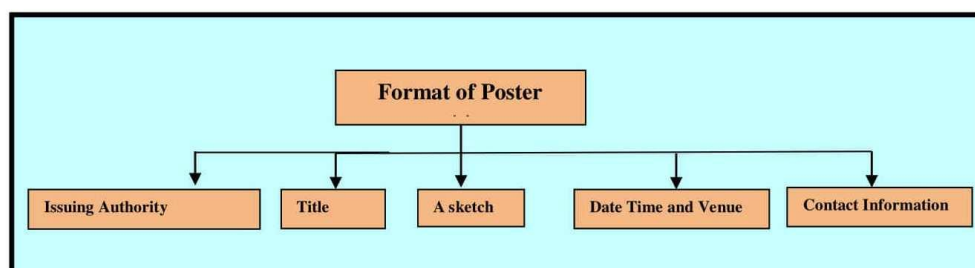 Format of Poster
. .
Issuing Authority
Title
A sketch
Date Time and Venue
Contact Information